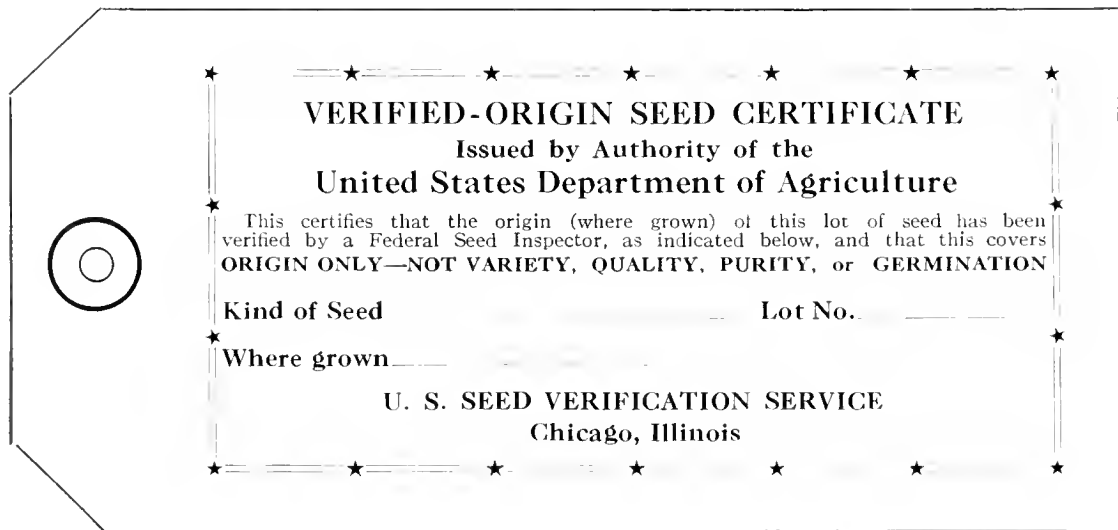 VERIFIED-ORIGIN SEED CERTIFICATE
Issued by Authority of the
United States Department of Agriculture
This certifies that the origin (where grown) of this lot of seed has been
verified by a Federal Seed Inspector, as indicated below, and that this covers
ORIGIN ONLY—NOT VARIETY, QUALITY, PURITY, or GERMINATION
Kind of Seed Lot No.
Where grown
U. S. SEED VERIFICATION SERVICE
Chicago, Illinois